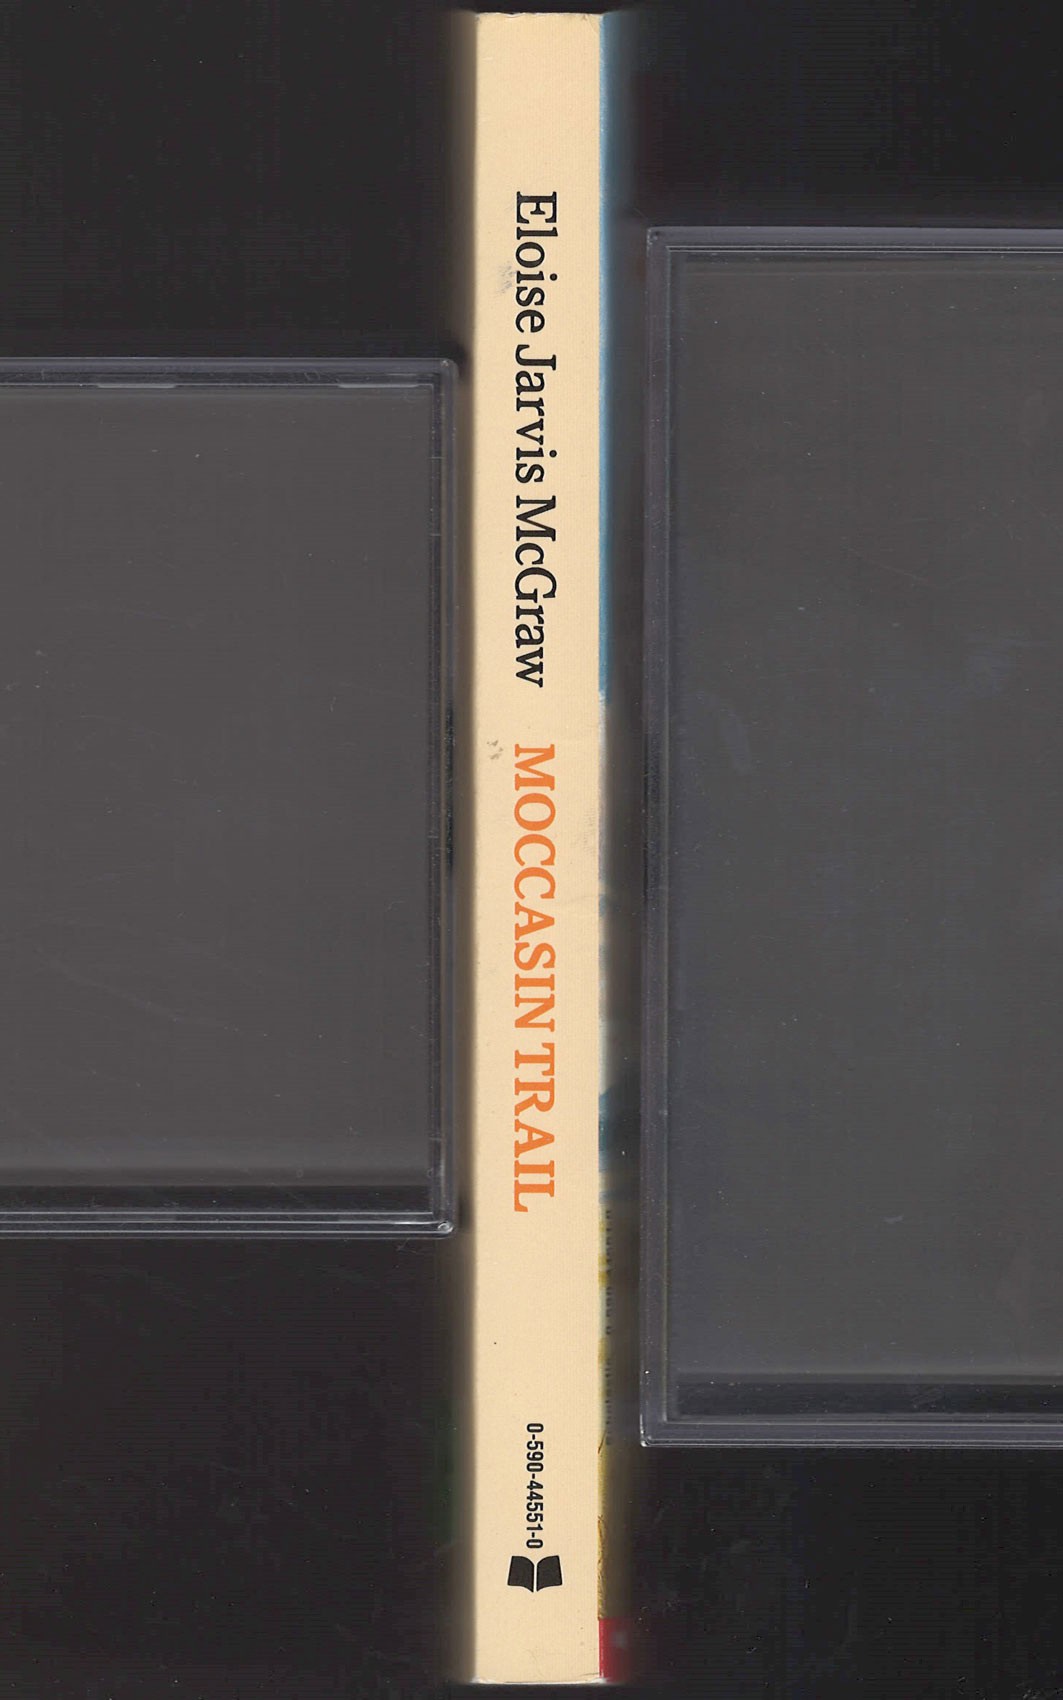 Eloise Jarvis McGraw MOCCASIN TRAIL
0-590-44551-0